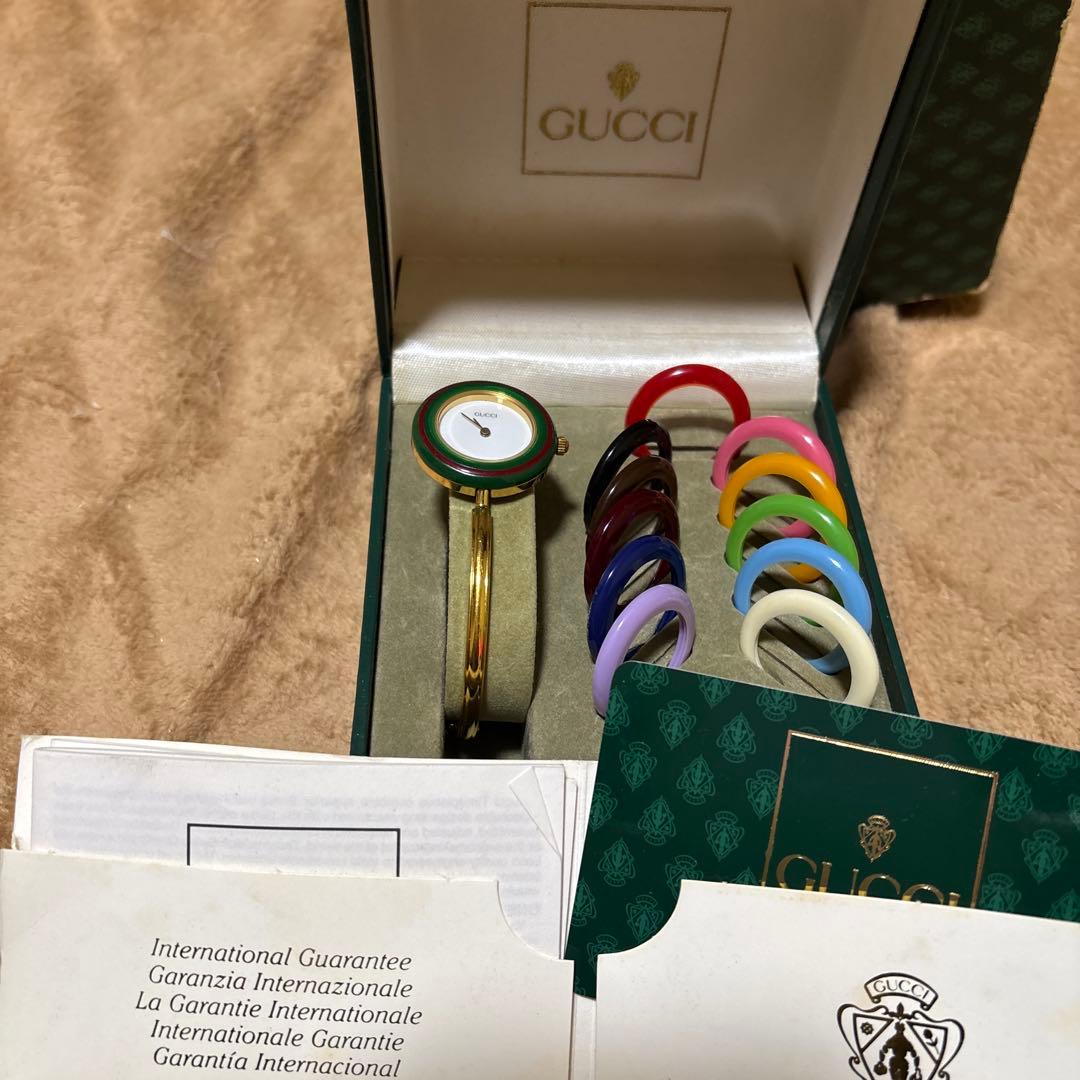 GUCCI
GUCCI
GUCCI
International Guarantee
Garanzia Internazionale
La Garantie Internationale
Internationale Garantie
Garantía Internacional
GUCCI